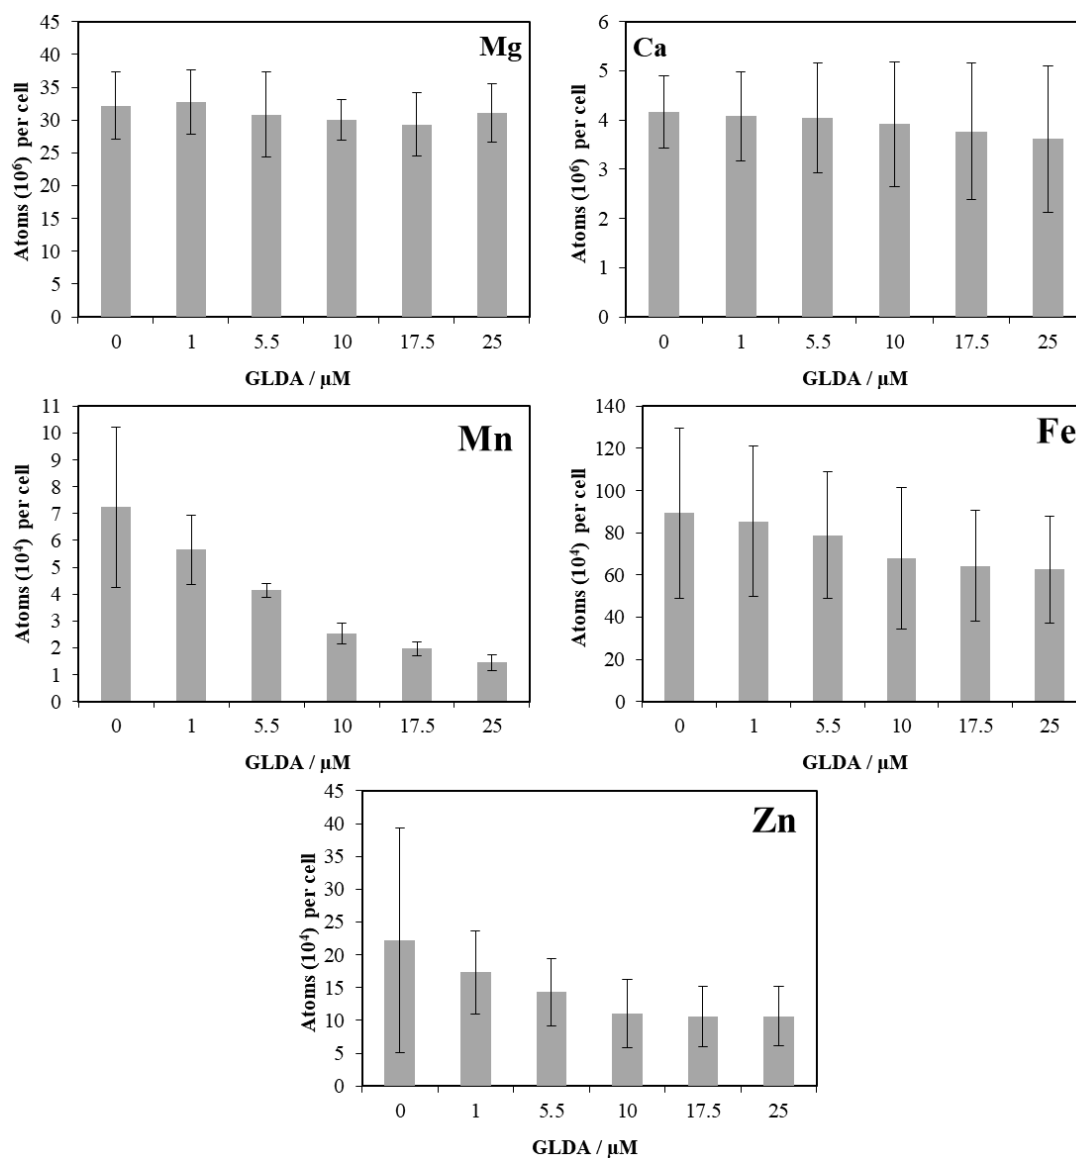 Mg
Atoms (10⁶) per cell
45
40
35
30
25
20
15
10
5
0
0 1 5.5 10 17.5 25
GLDA / µM
Ca
Atoms (10⁶) per cell
6
5
4
3
2
1
0
0 1 5.5 10 17.5 25
GLDA / µM
Mn
Atoms (10⁴) per cell
11
10
9
8
7
6
5
4
3
2
1
0
0 1 5.5 10 17.5 25
GLDA / µM
Fe
Atoms (10⁴) per cell
140
120
100
80
60
40
20
0
0 1 5.5 10 17.5 25
GLDA / µM
Zn
Atoms (10⁴) per cell
45
40
35
30
25
20
15
10
5
0
0 1 5.5 10 17.5 25
GLDA / µM